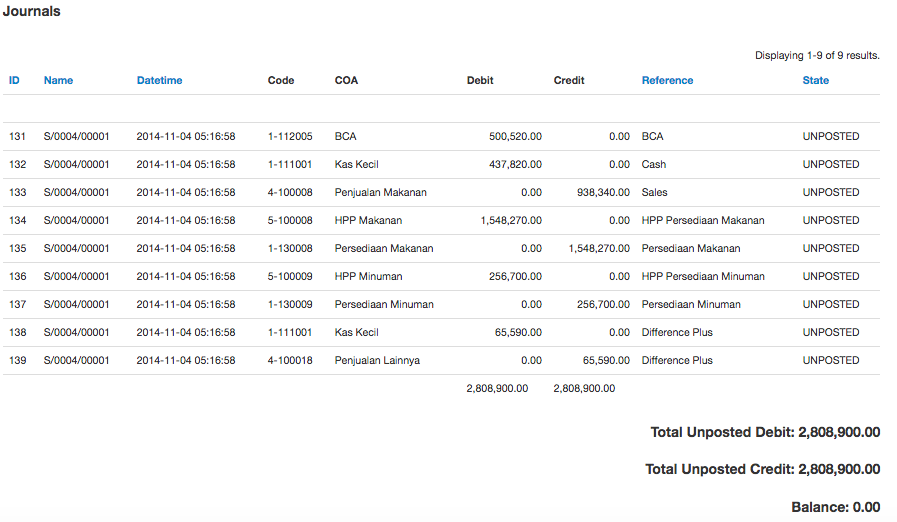 Journals
Displaying 1-9 of 9 results.
ID Name Datetime Code COA Debit Credit Reference State
131 S/0004/00001 2014-11-04 05:16:58 1-112005 BCA 500,520.00 0.00 BCA UNPOSTED
132 S/0004/00001 2014-11-04 05:16:58 1-111001 Kas Kecil 437,820.00 0.00 Cash UNPOSTED
133 S/0004/00001 2014-11-04 05:16:58 4-100008 Penjualan Makanan 0.00 938,340.00 Sales UNPOSTED
134 S/0004/00001 2014-11-04 05:16:58 5-100008 HPP Makanan 1,548,270.00 0.00 HPP Persediaan Makanan UNPOSTED
135 S/0004/00001 2014-11-04 05:16:58 1-130008 Persediaan Makanan 0.00 1,548,270.00 Persediaan Makanan UNPOSTED
136 S/0004/00001 2014-11-04 05:16:58 5-100009 HPP Minuman 256,700.00 0.00 HPP Persediaan Minuman UNPOSTED
137 S/0004/00001 2014-11-04 05:16:58 1-130009 Persediaan Minuman 0.00 256,700.00 Persediaan Minuman UNPOSTED
138 S/0004/00001 2014-11-04 05:16:58 1-111001 Kas Kecil 65,590.00 0.00 Difference Plus UNPOSTED
139 S/0004/00001 2014-11-04 05:16:58 4-100018 Penjualan Lainnya 0.00 65,590.00 Difference Plus UNPOSTED
2,808,900.00 2,808,900.00
Total Unposted Debit: 2,808,900.00
Total Unposted Credit: 2,808,900.00
Balance: 0.00